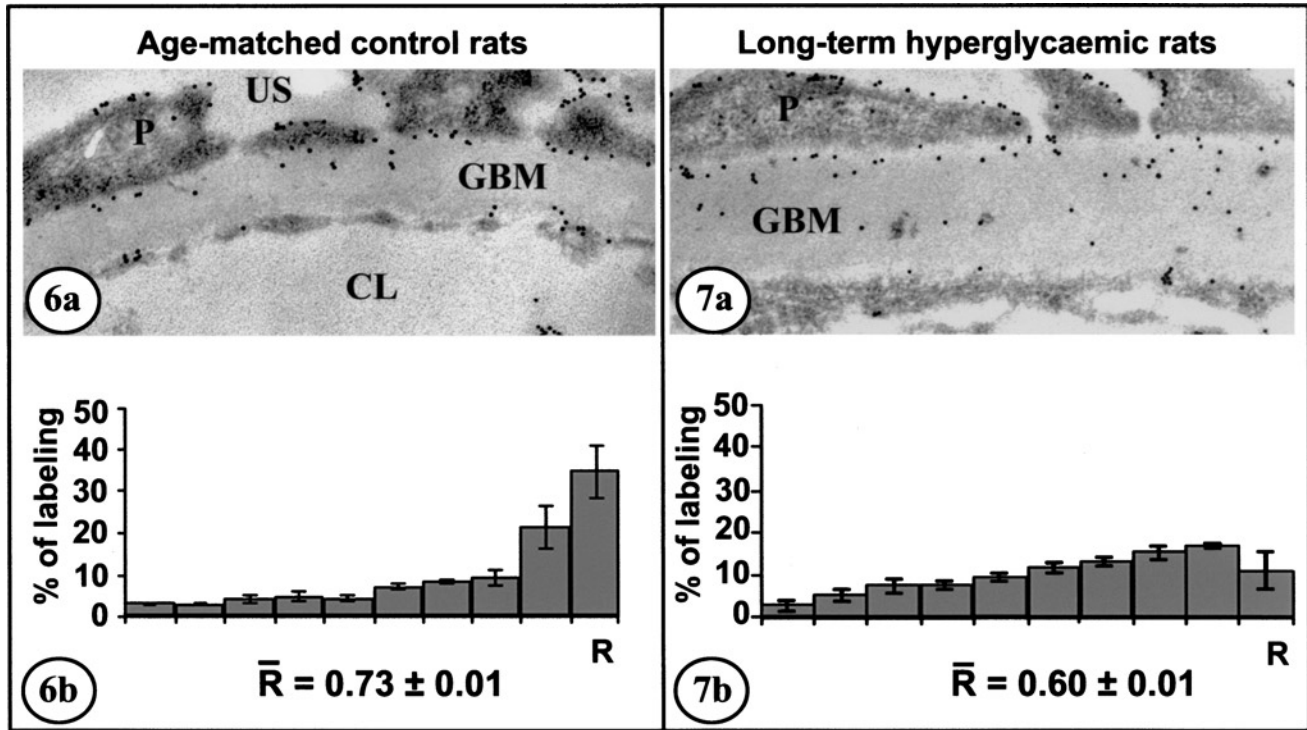 Age-matched control rats
US
P
GBM
CL
6a
% of labeling
50
40
30
20
10
0
R
6b
R̅ = 0.73 ± 0.01
Long-term hyperglycaemic rats
P
GBM
7a
% of labeling
50
40
30
20
10
0
R
7b
R̅ = 0.60 ± 0.01